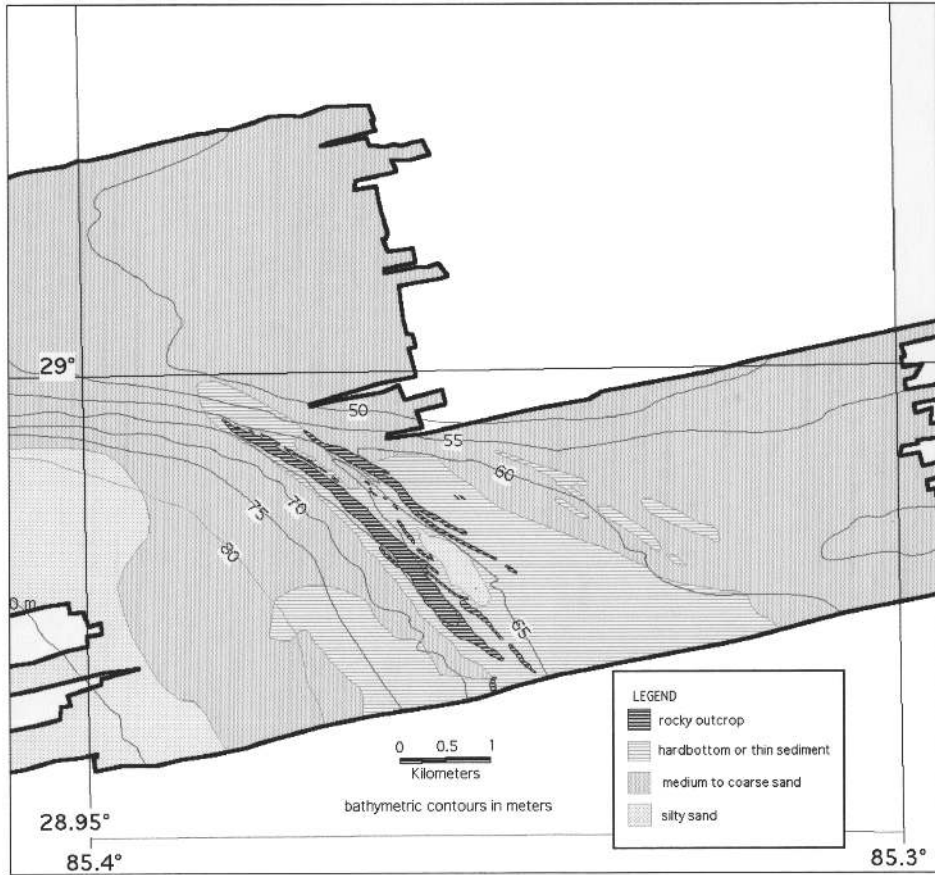 29°
50
55
60
70
75
80
65
0 m
LEGEND
rocky outcrop
hardbottom or thin sediment
medium to coarse sand
silty sand
0 0.5 1
Kilometers
bathymetric contours in meters
28.95°
85.4°
85.3°